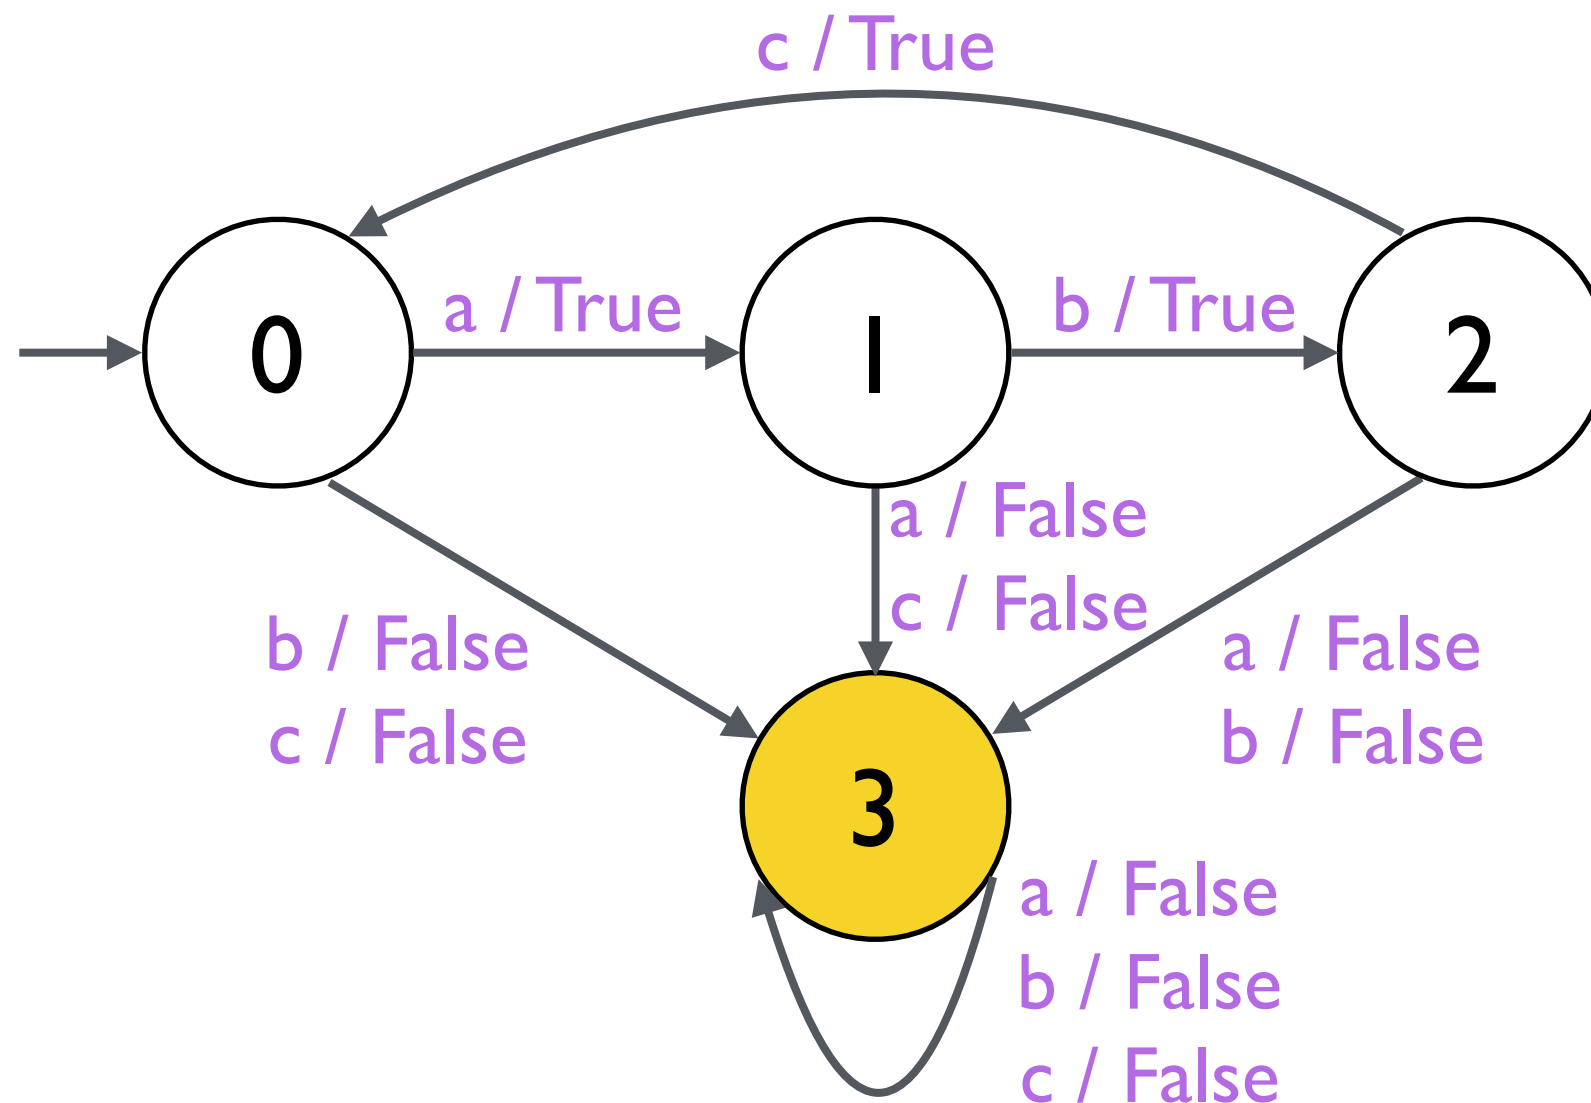 c / True
a / True
b / True
0
1
2
a / False
c / False
b / False
c / False
a / False
b / False
3
a / False
b / False
c / False